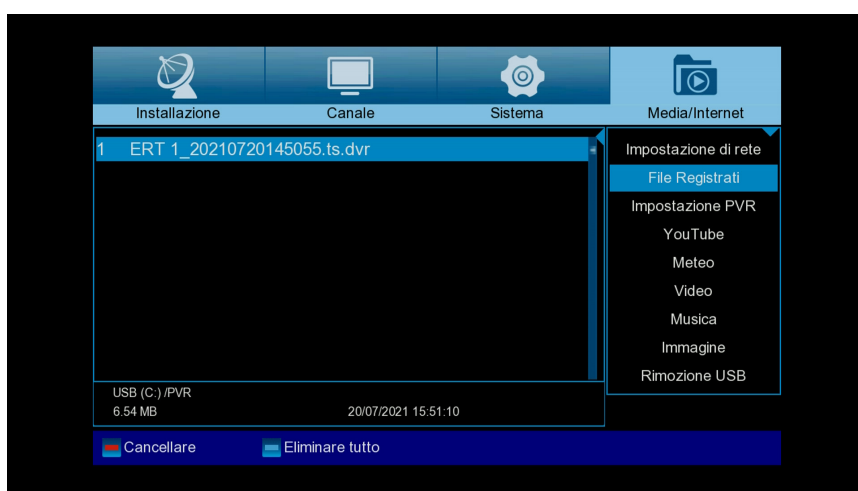 Installazione
Canale
Sistema
Media/Internet
1 ERT 1_20210720145055.ts.dvr
Impostazione di rete
File Registrati
Impostazione PVR
YouTube
Meteo
Video
Musica
Immagine
Rimozione USB
USB (C:) /PVR
6.54 MB 20/07/2021 15:51:10
Cancellare Eliminare tutto